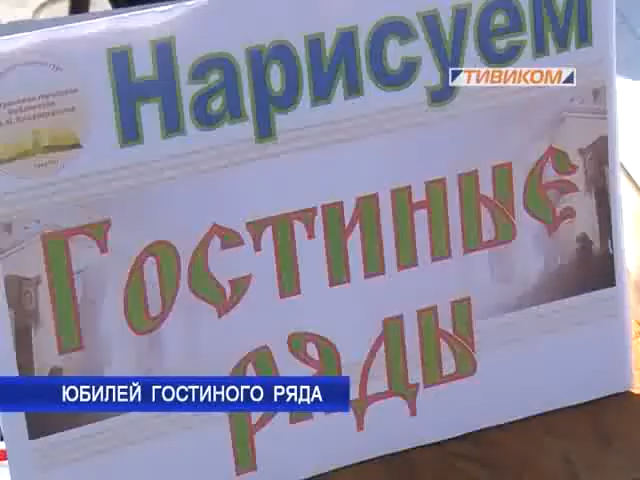 Нарисуем
ТИВИКОМ
Гостиные
ряды
ЮБИЛЕЙ ГОСТИНОГО РЯДА